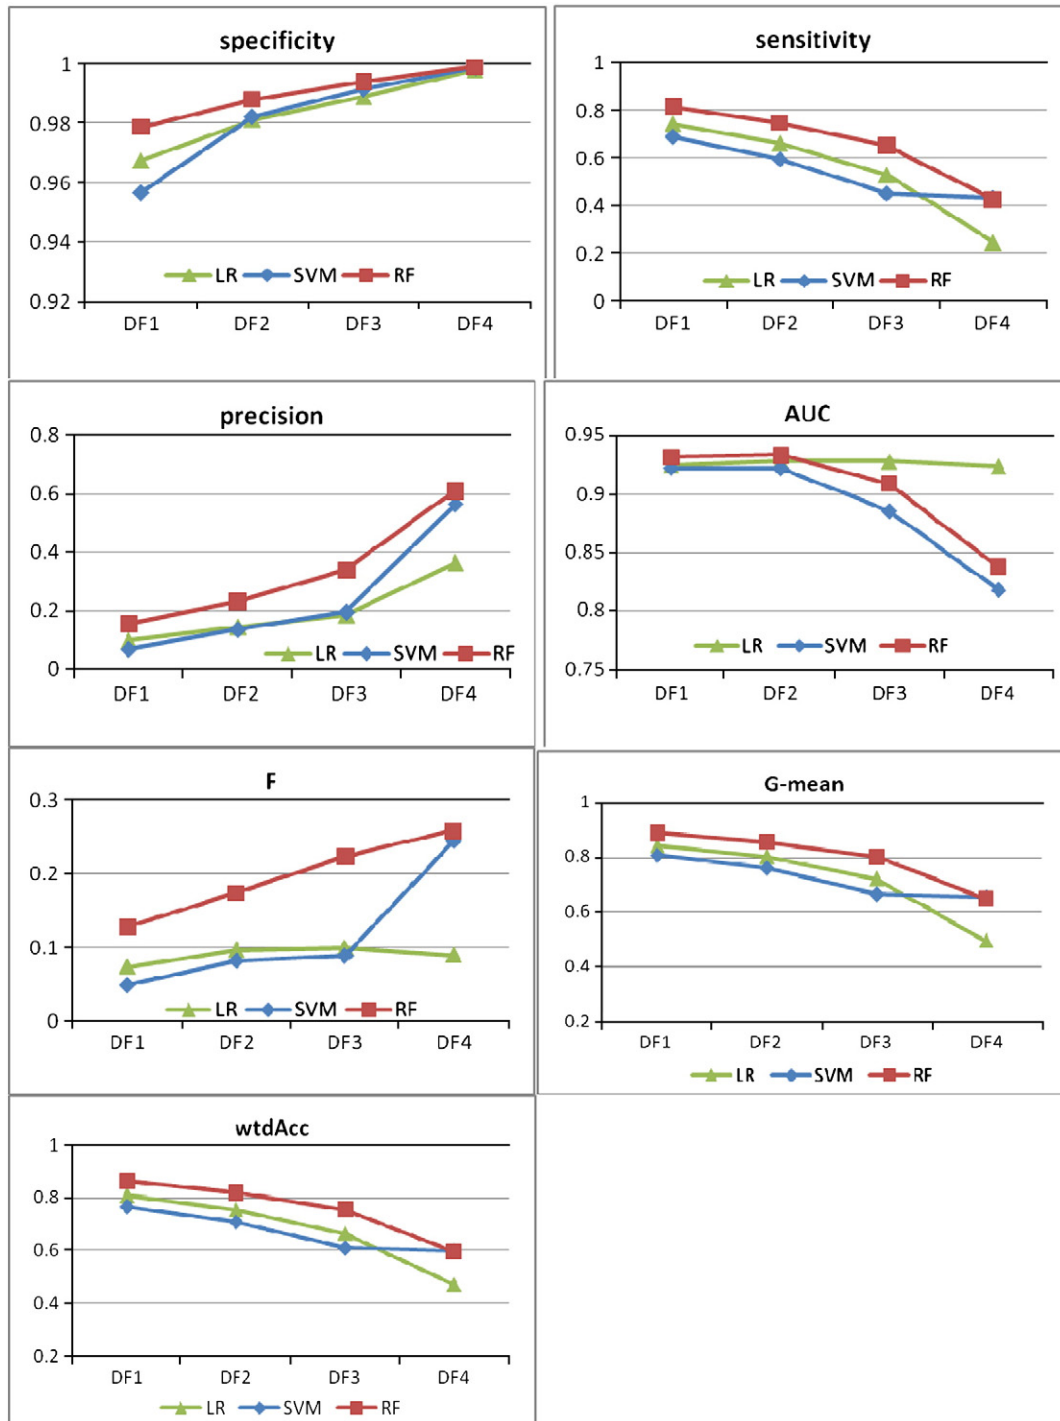 specificity
1
0.98
0.96
0.94
0.92
LR SVM RF
DF1 DF2 DF3 DF4
sensitivity
1
0.8
0.6
0.4
0.2
0
LR SVM RF
DF1 DF2 DF3 DF4
precision
0.8
0.6
0.4
0.2
0
LR SVM RF
DF1 DF2 DF3 DF4
AUC
0.95
0.9
0.85
0.8
0.75
LR SVM RF
DF1 DF2 DF3 DF4
F
0.3
0.2
0.1
0
LR SVM RF
DF1 DF2 DF3 DF4
G-mean
1
0.8
0.6
0.4
0.2
DF1 DF2 DF3 DF4
LR SVM RF
wtdAcc
1
0.8
0.6
0.4
0.2
DF1 DF2 DF3 DF4
LR SVM RF